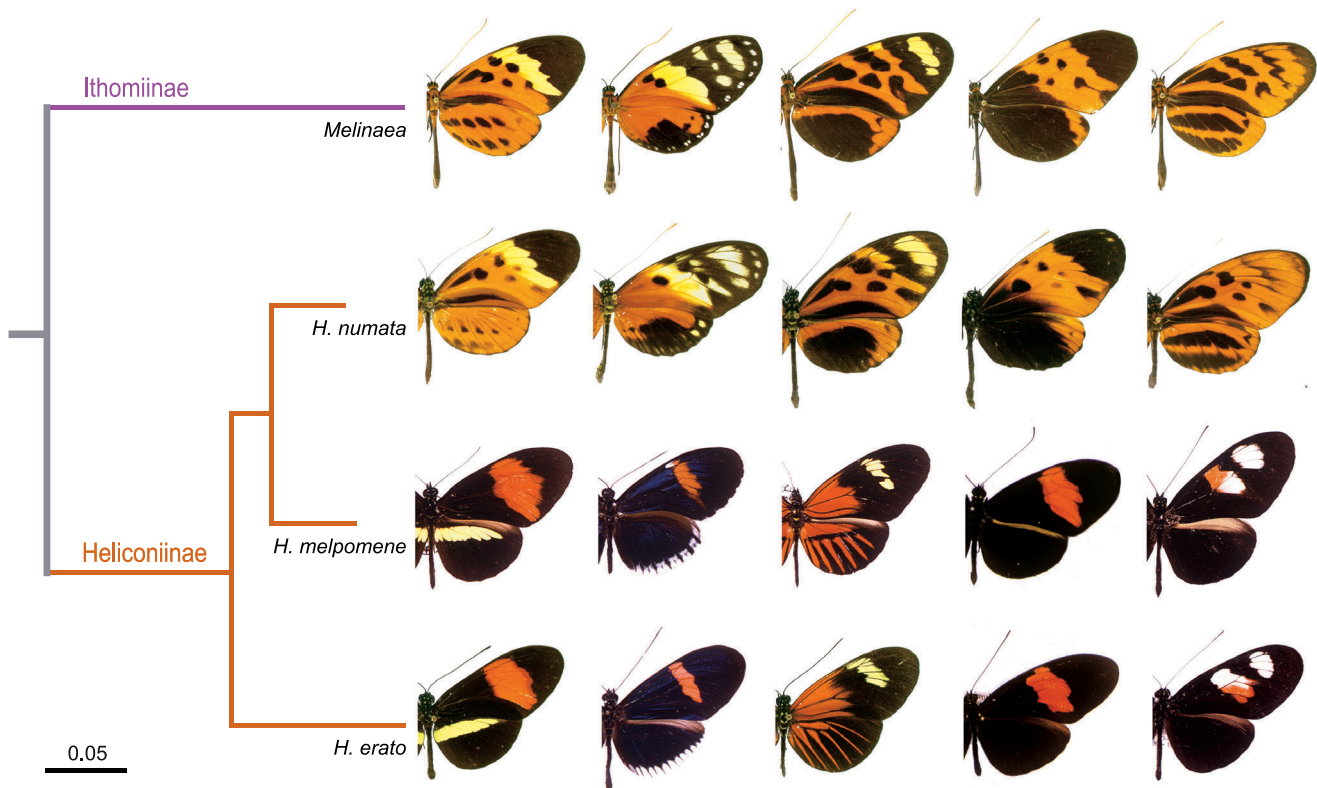 Ithomiinae
Melinaea
H. numata
H. melpomene
Heliconiinae
H. erato
0.05